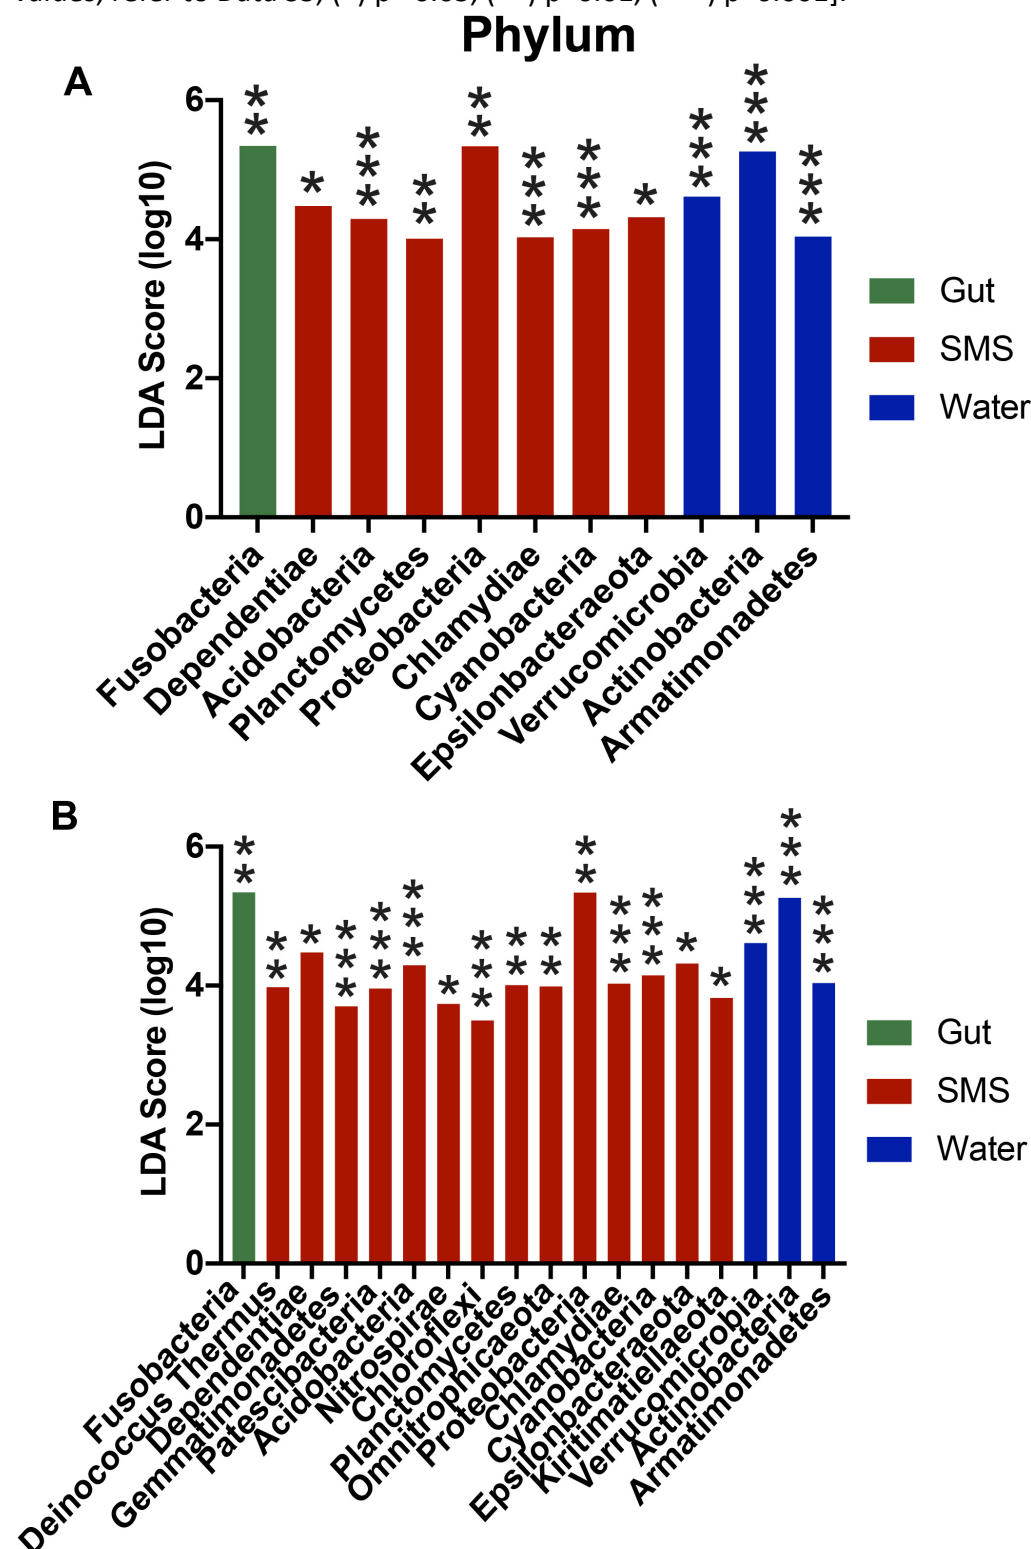 Phylum
A
**
*
***
**
**
***
***
*
***
***
***
6
4
2
0
LDA Score (log10)
Gut
SMS
Water
Fusobacteria
Dependentiae
Acidobacteria
Planctomycetes
Proteobacteria
Chlamydiae
Cyanobacteria
Epsilonbacteraeota
Verrucomicrobia
Actinobacteria
Armatimonadetes
B
**
**
*
***
***
***
*
***
**
**
**
***
***
*
*
***
***
***
6
4
2
0
LDA Score (log10)
Gut
SMS
Water
Fusobacteria
Deinococcus Thermus
Dependentiae
Gemmatimonadetes
Patescibacteria
Acidobacteria
Nitrospirae
Chloroflexi
Planctomycetes
Omnitrophicaeota
Proteobacteria
Chlamydiae
Cyanobacteria
Epsilonbacteraeota
Kiritimatiellaeota
Verrucomicrobia
Actinobacteria
Armatimonadetes